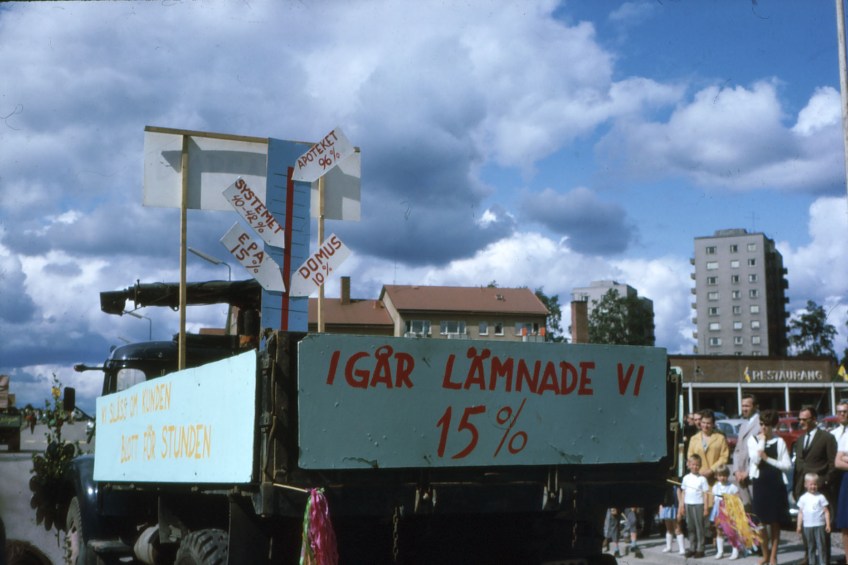 APOTEKET
96%
SYSTEMET
40-42%
EPA
15%
DOMUS
10%
VI SLÅSS OM KUNDEN
BLOTT FÖR STUNDEN
IGÅR LÄMNADE VI
15%
RESTAURANG